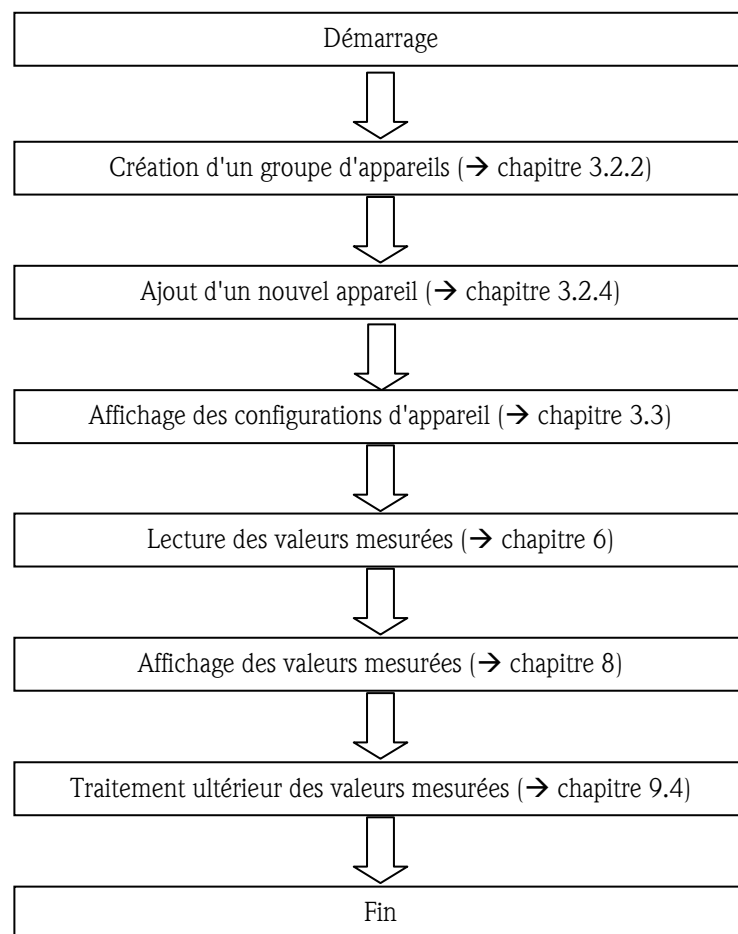 Démarrage
Création d'un groupe d'appareils (→ chapitre 3.2.2)
Ajout d'un nouvel appareil (→ chapitre 3.2.4)
Affichage des configurations d'appareil (→ chapitre 3.3)
Lecture des valeurs mesurées (→ chapitre 6)
Affichage des valeurs mesurées (→ chapitre 8)
Traitement ultérieur des valeurs mesurées (→ chapitre 9.4)
Fin